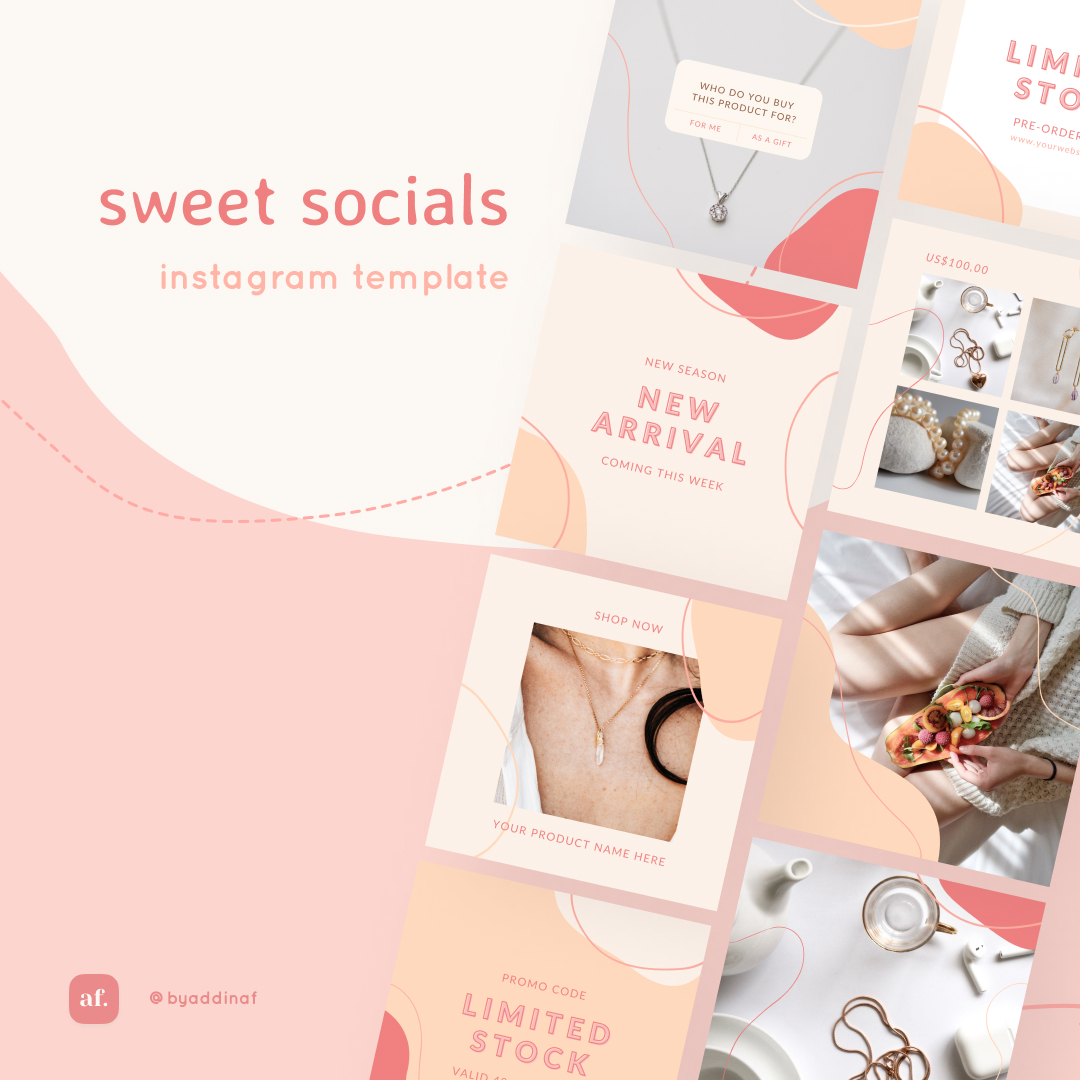 sweet socials
instagram template
WHO DO YOU BUY
THIS PRODUCT FOR?
FOR ME
AS A GIFT
STO
PRE-ORDER
US$100,00
NEW SEASON
NEW
ARRIVAL
COMING THIS WEEK
SHOP NOW
YOUR PRODUCT NAME HERE
PROMO CODE
LIMITED
STOCK
VALID
af.
@byaddinaf